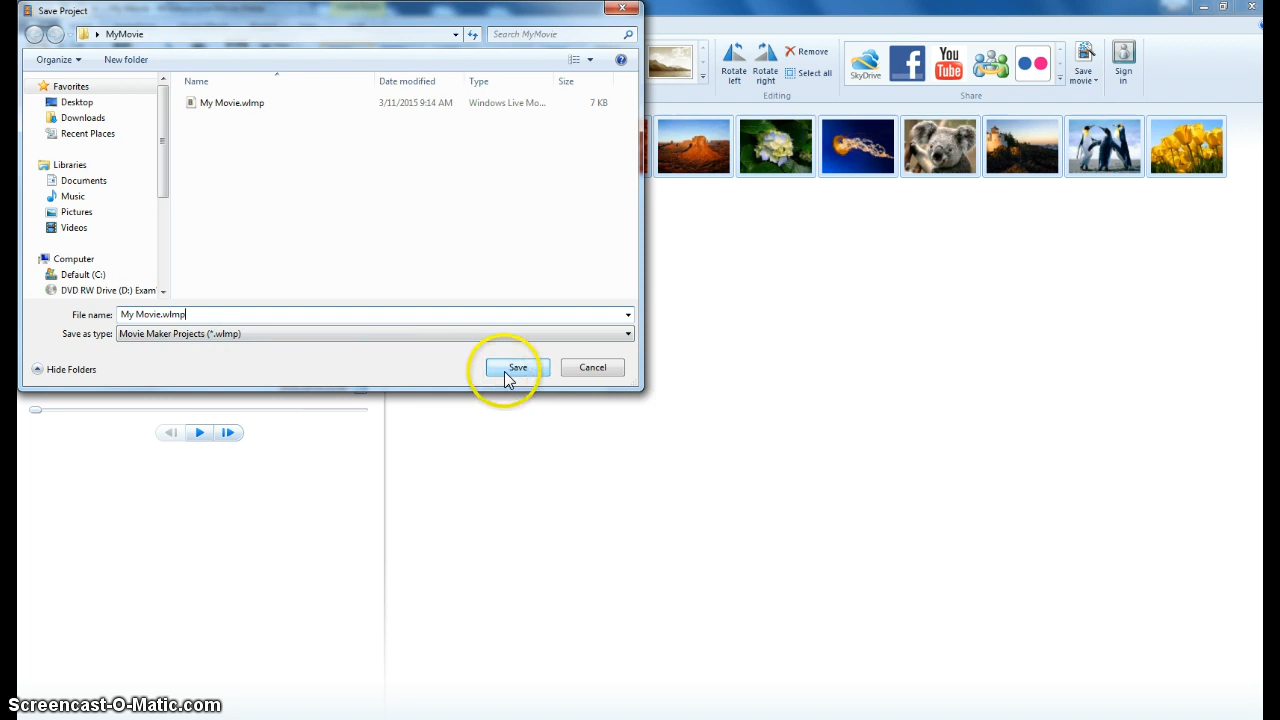 Save Project
MyMovie
Search MyMovie
Organize
New folder
Name
Date modified
Type
Size
Favorites
Desktop
Downloads
Recent Places
Libraries
Documents
Music
Pictures
Videos
Computer
Default (C:)
DVD RW Drive (D:) Exam
My Movie.wlmp
3/11/2015 9:14 AM
Windows Live Mo...
7 KB
File name:
My Movie.wlmp
Save as type:
Movie Maker Projects (*.wlmp)
Hide Folders
Save
Cancel
Rotate left
Rotate right
Remove
Select all
Editing
SkyDrive
You Tube
Share
Save movie
Sign in
Screencast-O-Matic.com